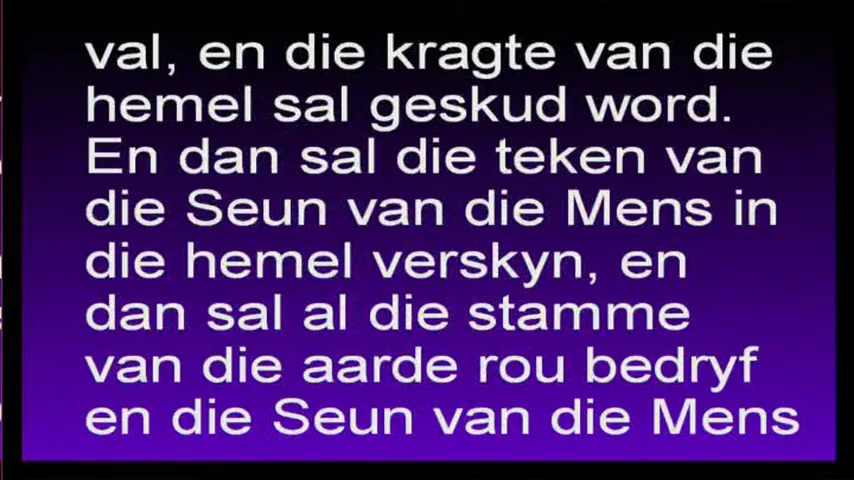 val, en die kragte van die
hemel sal geskud word.
En dan sal die teken van
die Seun van die Mens in
die hemel verskyn, en
dan sal al die stamme
van die aarde rou bedryf
en die Seun van die Mens